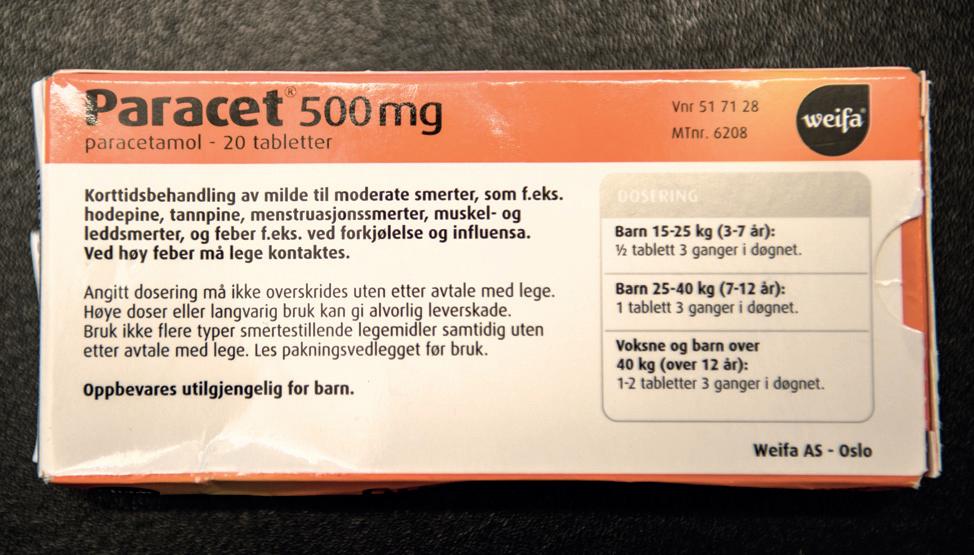 Paracet® 500mg
paracetamol - 20 tabletter
Vnr 51 71 28
MTnr. 6208
weifa®
Korttidsbehandling av milde til moderate smerter, som f.eks.
hodepine, tannpine, menstruasjonssmerter, muskel- og
leddsmerter, og feber f.eks. ved forkjølelse og influensa.
Ved høy feber må lege kontaktes.
Angitt dosering må ikke overskrides uten etter avtale med lege.
Høye doser eller langvarig bruk kan gi alvorlig leverskade.
Bruk ikke flere typer smertestillende legemidler samtidig uten
etter avtale med lege. Les pakningsvedlegget før bruk.
Oppbevares utilgjengelig for barn.
DOSERING
Barn 15-25 kg (3-7 år):
½ tablett 3 ganger i døgnet.
Barn 25-40 kg (7-12 år):
1 tablett 3 ganger i døgnet.
Voksne og barn over
40 kg (over 12 år):
1-2 tabletter 3 ganger i døgnet.
Weifa AS - Oslo